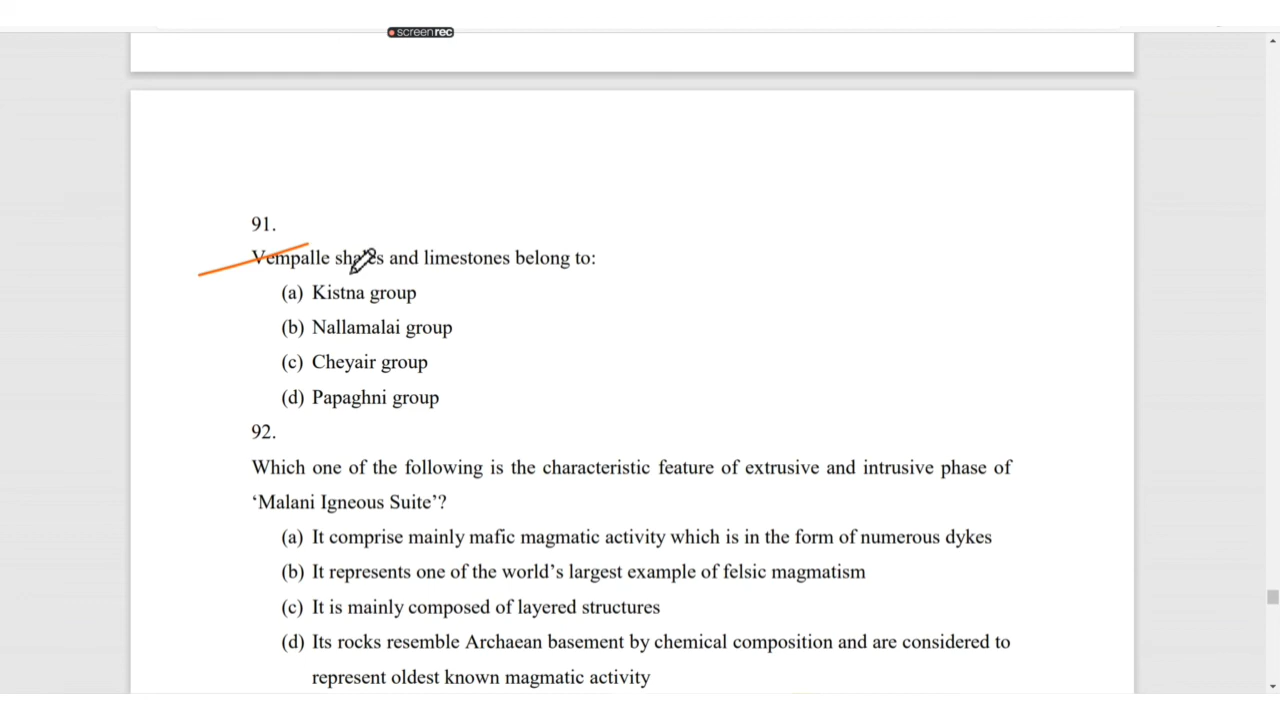 screenrec
91.
Vempalle shales and limestones belong to:
(a) Kistna group
(b) Nallamalai group
(c) Cheyair group
(d) Papaghni group
92.
Which one of the following is the characteristic feature of extrusive and intrusive phase of
‘Malani Igneous Suite’?
(a) It comprise mainly mafic magmatic activity which is in the form of numerous dykes
(b) It represents one of the world’s largest example of felsic magmatism
(c) It is mainly composed of layered structures
(d) Its rocks resemble Archaean basement by chemical composition and are considered to
represent oldest known magmatic activity